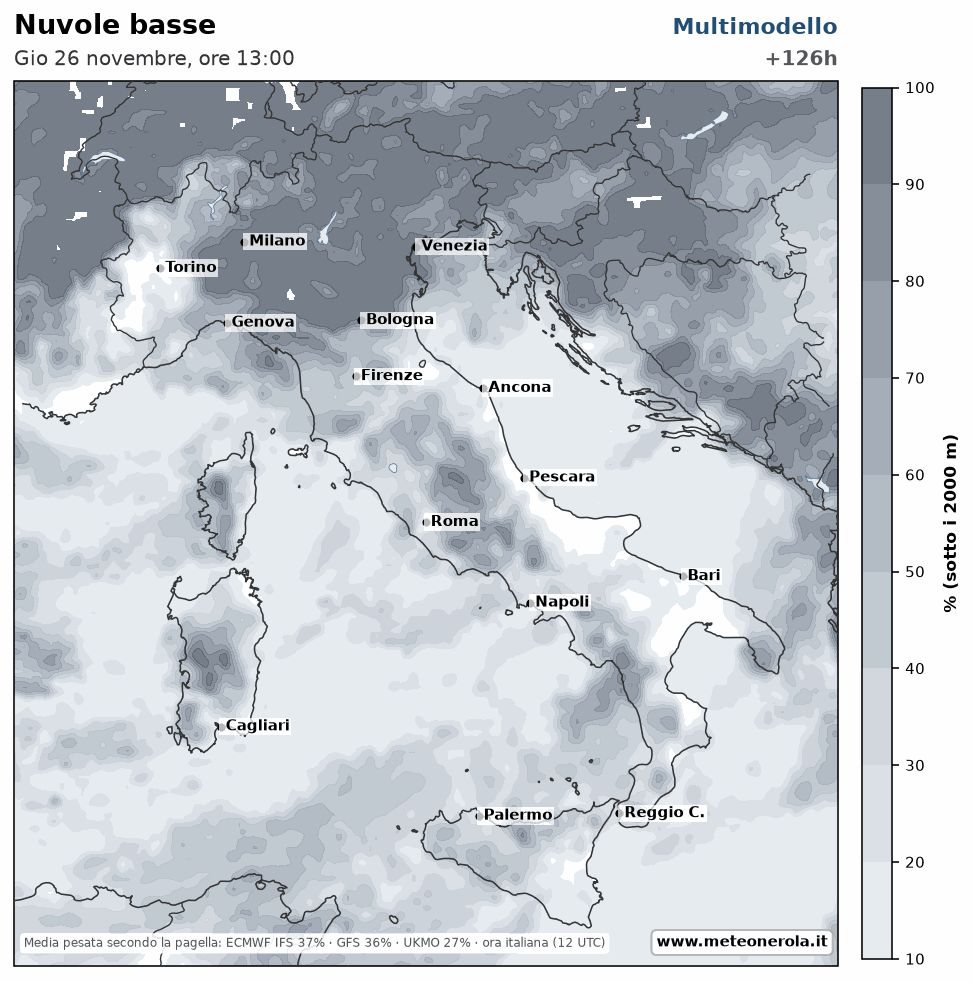 Nuvole basse
Multimodello
Gio 26 novembre, ore 13:00
+126h
Milano
Venezia
Torino
Genova
Bologna
Firenze
Ancona
Pescara
Roma
Bari
Napoli
Cagliari
Palermo
Reggio C.
100
90
80
70
60
50
40
30
20
10
% (sotto i 2000 m)
Media pesata secondo la pagella: ECMWF IFS 37% · GFS 36% · UKMO 27% · ora italiana (12 UTC)
www.meteonerola.it